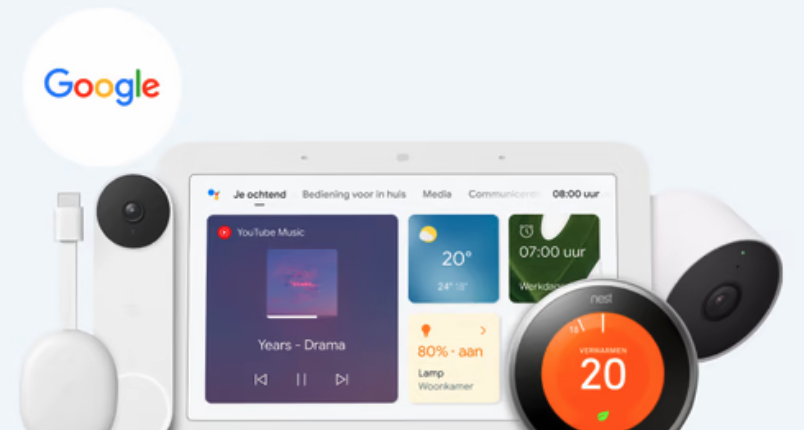 Google
Je ochtend Bediening voor in huis Media Communiceren 08:00 uur
YouTube Music
Years - Drama
20°
24° 18°
07:00 uur
Werkdag
80% · aan
Lamp
Woonkamer
nest
18
VERWARMEN
20